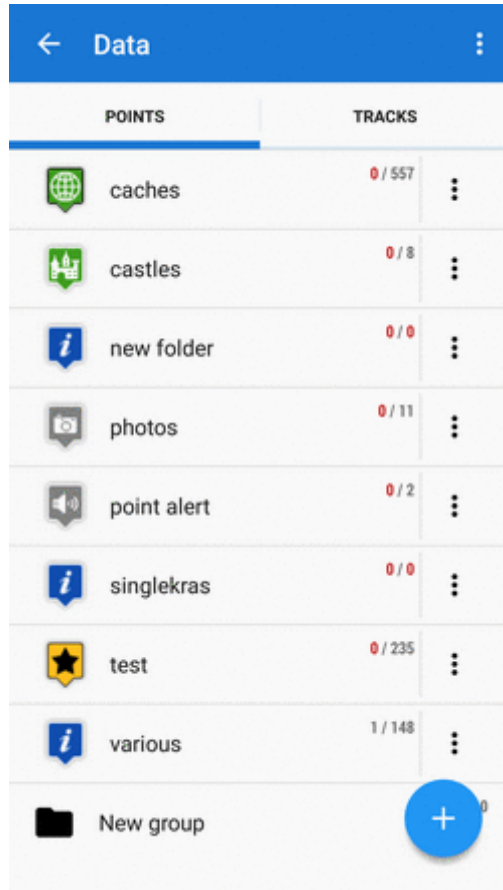 Data
POINTS TRACKS
caches 0 / 557
castles 0 / 8
new folder 0 / 0
photos 0 / 11
point alert 0 / 2
singlekras 0 / 0
test 0 / 235
various 1 / 148
New group